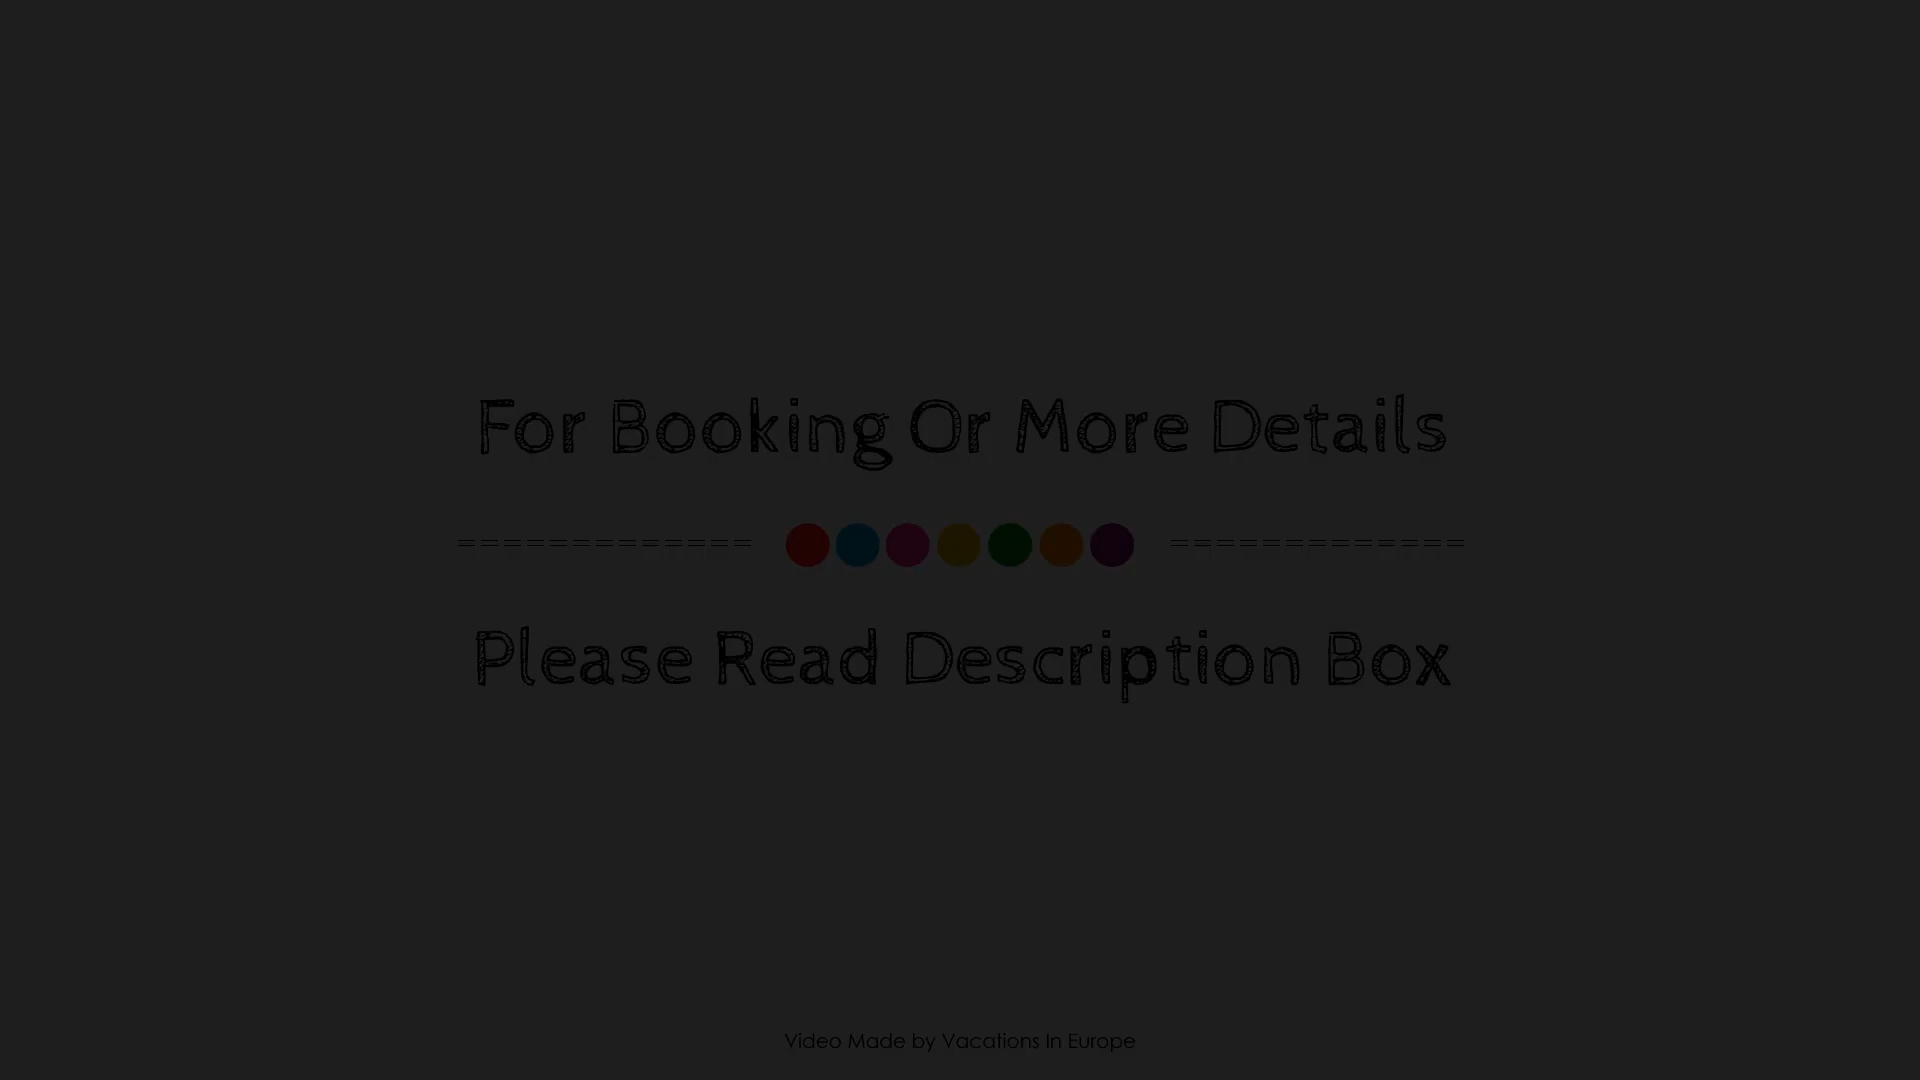 For Booking Or More Details
============= =============
Please Read Description Box
Video Made by Vacations In Europe